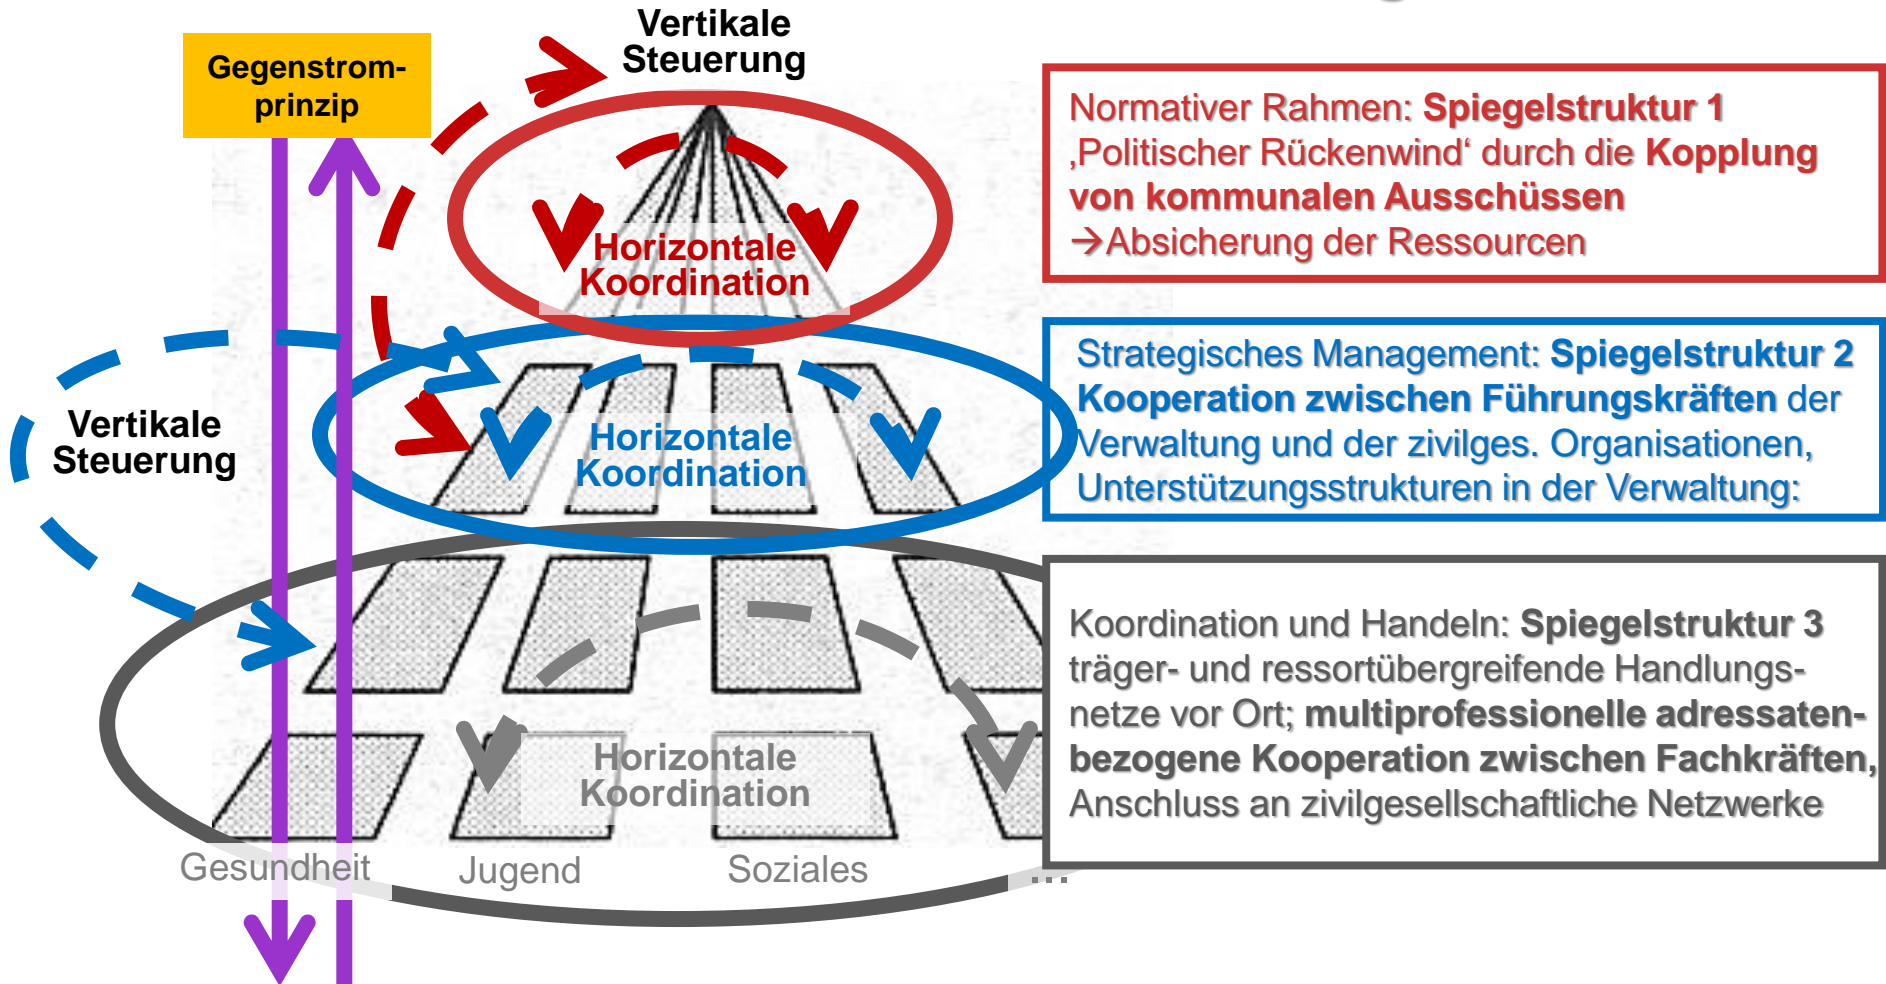 Vertikale
Steuerung
Gegenstrom-
prinzip
Normativer Rahmen: Spiegelstruktur 1
‚Politischer Rückenwind‘ durch die Kopplung
von kommunalen Ausschüssen
→Absicherung der Ressourcen
Horizontale
Koordination
Strategisches Management: Spiegelstruktur 2
Kooperation zwischen Führungskräften der
Verwaltung und der zivilges. Organisationen,
Unterstützungsstrukturen in der Verwaltung:
Vertikale
Steuerung
Horizontale
Koordination
Koordination und Handeln: Spiegelstruktur 3
träger- und ressortübergreifende Handlungs-
netze vor Ort; multiprofessionelle adressaten-
bezogene Kooperation zwischen Fachkräften,
Anschluss an zivilgesellschaftliche Netzwerke
Horizontale
Koordination
Gesundheit Jugend Soziales ...